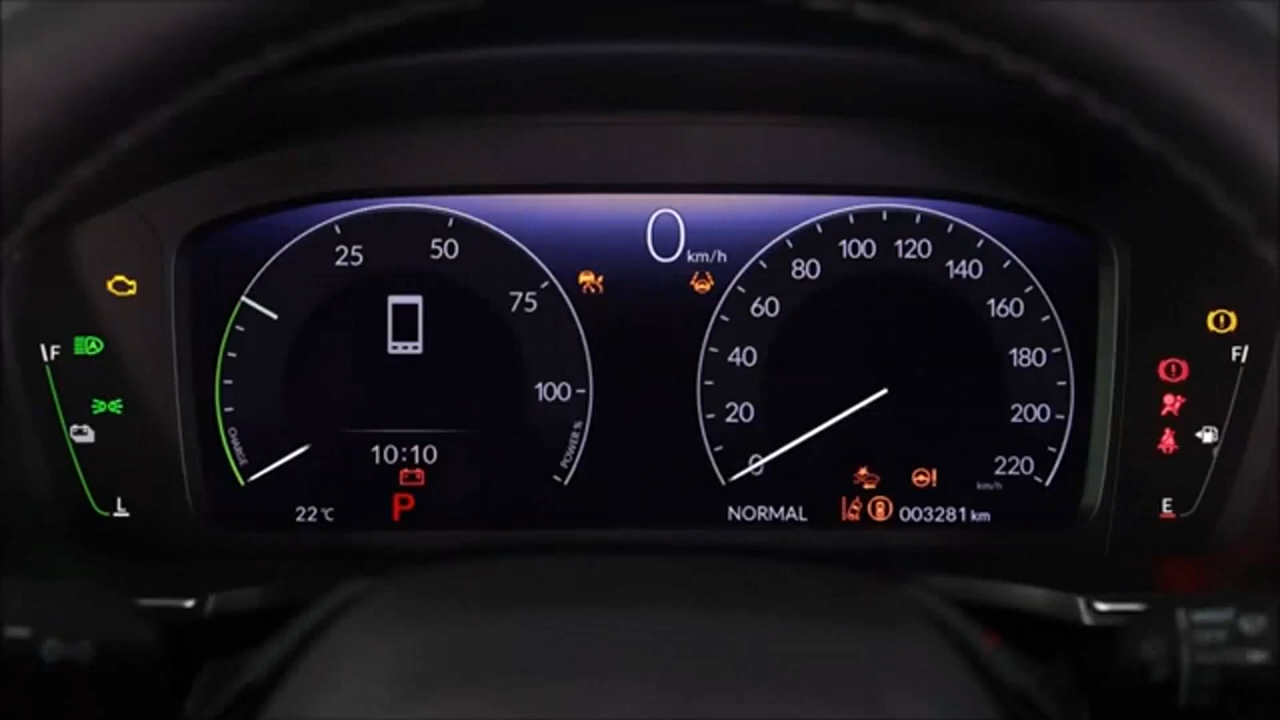 0 km/h
25 50 75 100
CHARGE
POWER %
10:10
P
22℃
0 20 40 60 80 100 120 140 160 180 200 220
km/h
NORMAL
003281 km
F
L
A
F
E